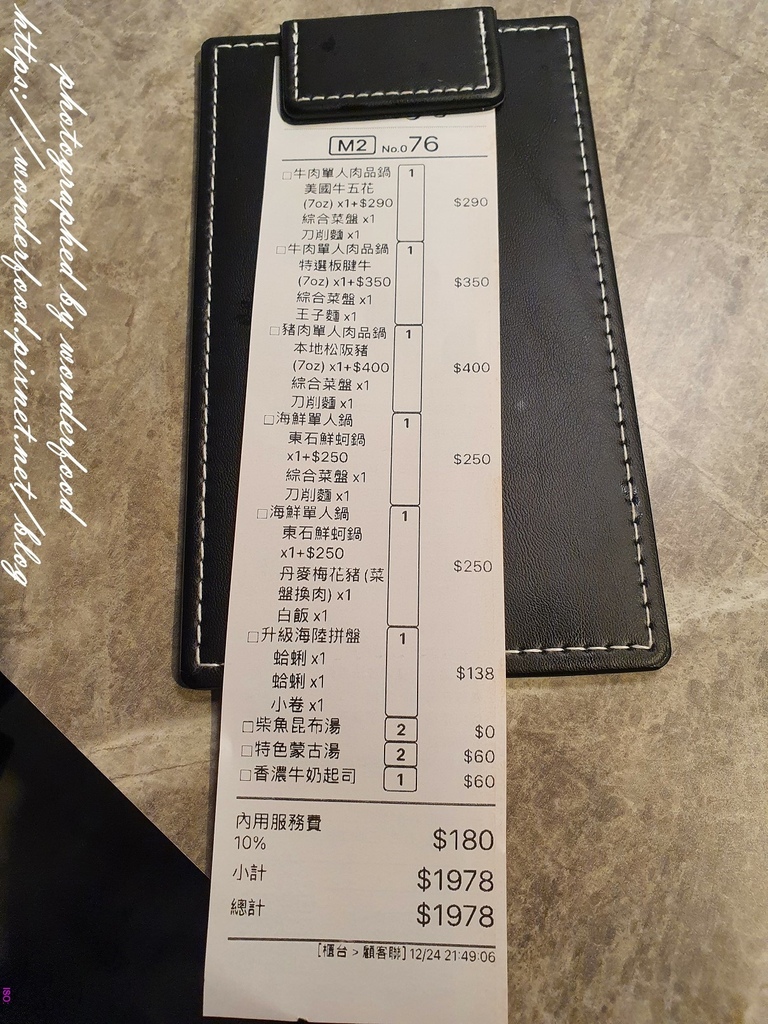 M2 No.076
□牛肉單人肉品鍋 1
美國牛五花
(7oz) x1+$290 $290
綜合菜盤 x1
刀削麵 x1
□牛肉單人肉品鍋 1
特選板腱牛
(7oz) x1+$350 $350
綜合菜盤 x1
王子麵 x1
□豬肉單人肉品鍋 1
本地松阪豬
(7oz) x1+$400 $400
綜合菜盤 x1
刀削麵 x1
□海鮮單人鍋 1
東石鮮蚵鍋
x1+$250 $250
綜合菜盤 x1
刀削麵 x1
□海鮮單人鍋 1
東石鮮蚵鍋
x1+$250
丹麥梅花豬(菜 $250
盤換肉) x1
白飯 x1
□升級海陸拼盤 1
蛤蜊 x1
蛤蜊 x1 $138
小卷 x1
□柴魚昆布湯 2 $0
□特色蒙古湯 2 $60
□香濃牛奶起司 1 $60
內用服務費
10% $180
小計 $1978
總計 $1978
[櫃台 > 顧客聯] 12/24 21:49:06
photographed by wonderfood
https://wonderfood.pixnet.net/blog
ISO: